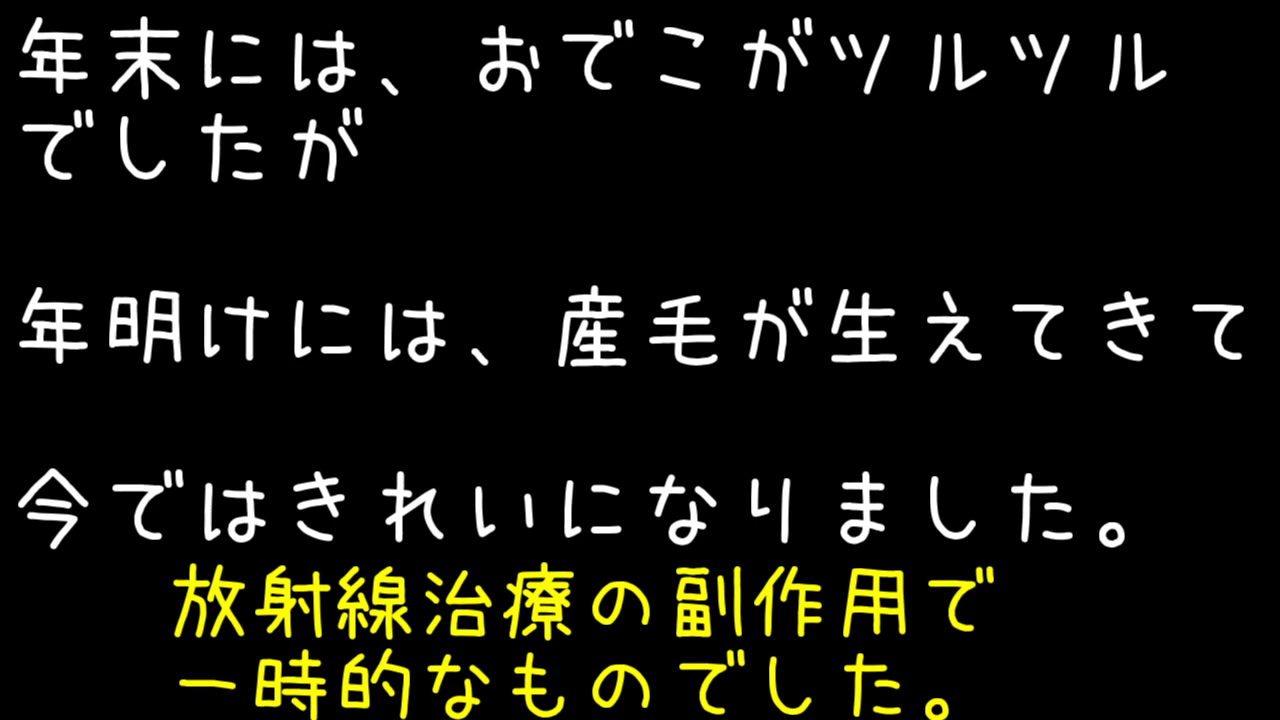 年末には、おでこがツルツル
でしたが
年明けには、産毛が生えてきて
今ではきれいになりました。
放射線治療の副作用で
一時的なものでした。